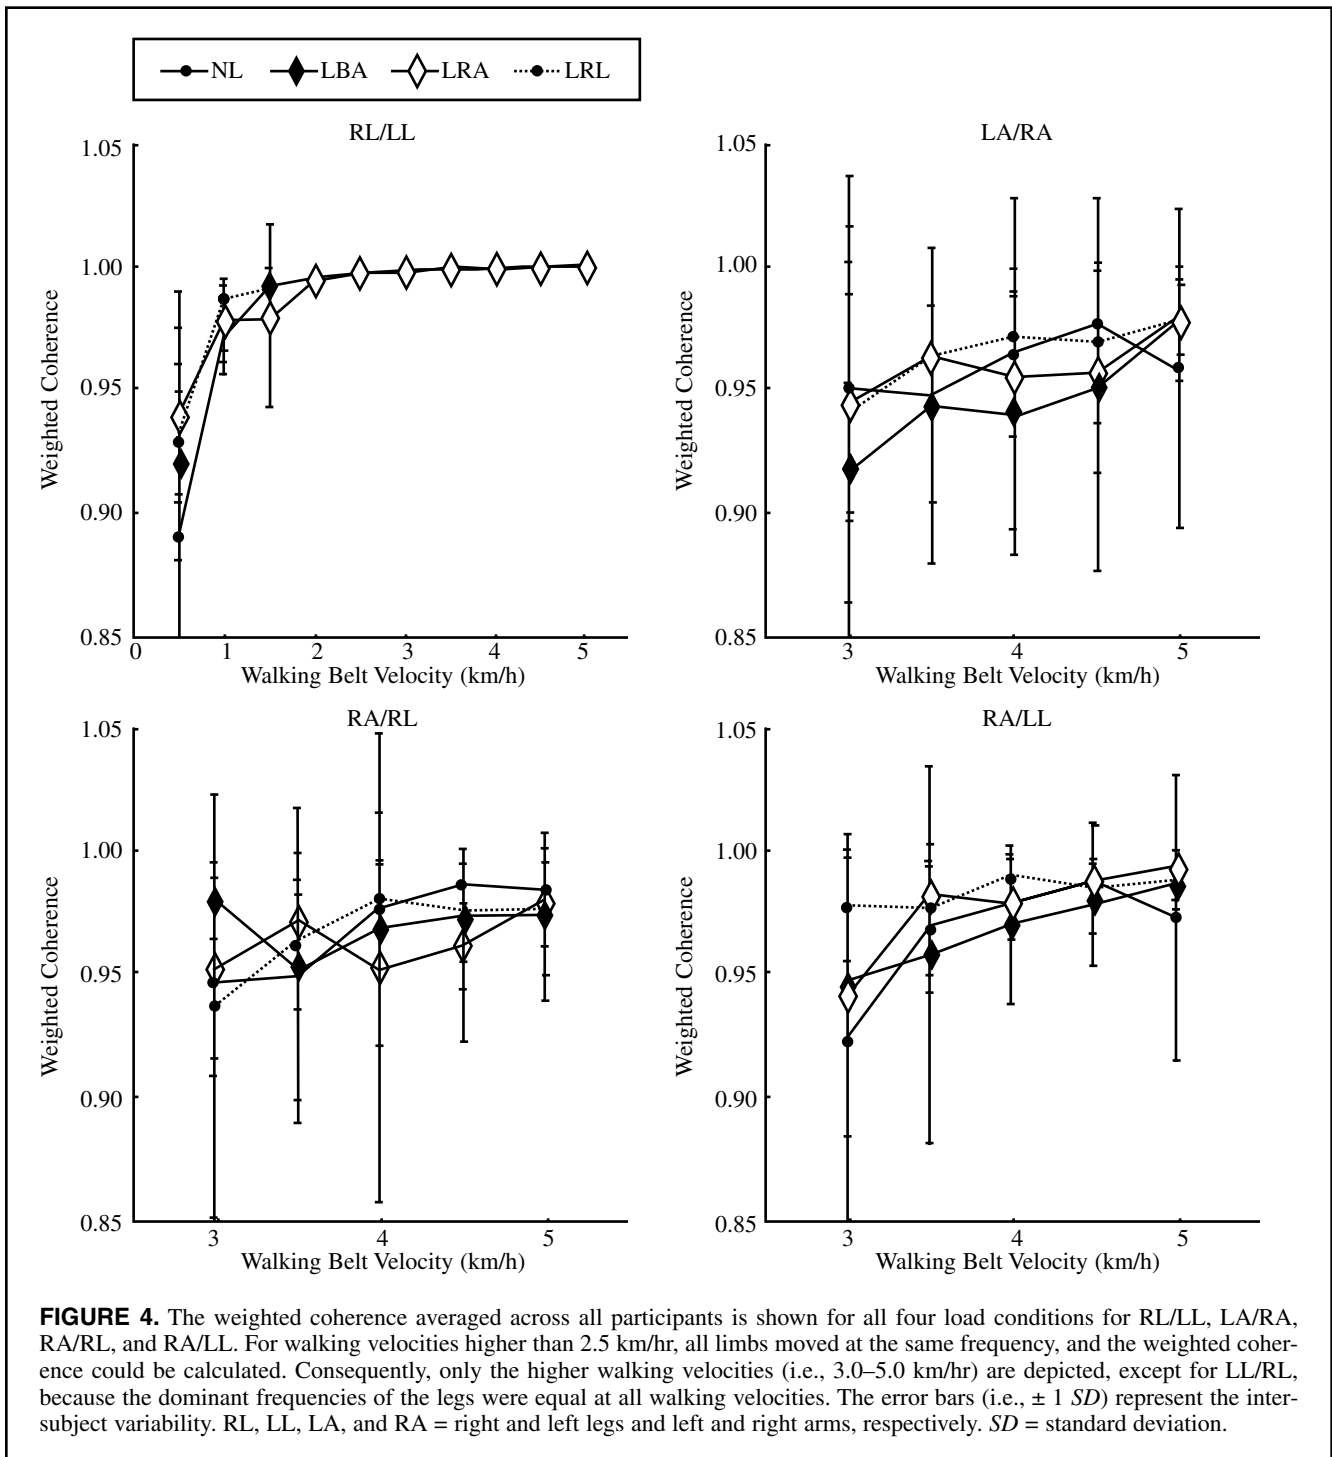 NL LBA LRA LRL
RL/LL
1.05
1.00
0.95
0.90
0.85
Weighted Coherence
0 1 2 3 4 5
Walking Belt Velocity (km/h)
LA/RA
1.05
1.00
0.95
0.90
0.85
Weighted Coherence
3 4 5
Walking Belt Velocity (km/h)
RA/RL
1.05
1.00
0.95
0.90
0.85
Weighted Coherence
3 4 5
Walking Belt Velocity (km/h)
RA/LL
1.05
1.00
0.95
0.90
0.85
Weighted Coherence
3 4 5
Walking Belt Velocity (km/h)
FIGURE 4. The weighted coherence averaged across all participants is shown for all four load conditions for RL/LL, LA/RA,
RA/RL, and RA/LL. For walking velocities higher than 2.5 km/hr, all limbs moved at the same frequency, and the weighted coher-
ence could be calculated. Consequently, only the higher walking velocities (i.e., 3.0–5.0 km/hr) are depicted, except for LL/RL,
because the dominant frequencies of the legs were equal at all walking velocities. The error bars (i.e., ± 1 SD) represent the inter-
subject variability. RL, LL, LA, and RA = right and left legs and left and right arms, respectively. SD = standard deviation.